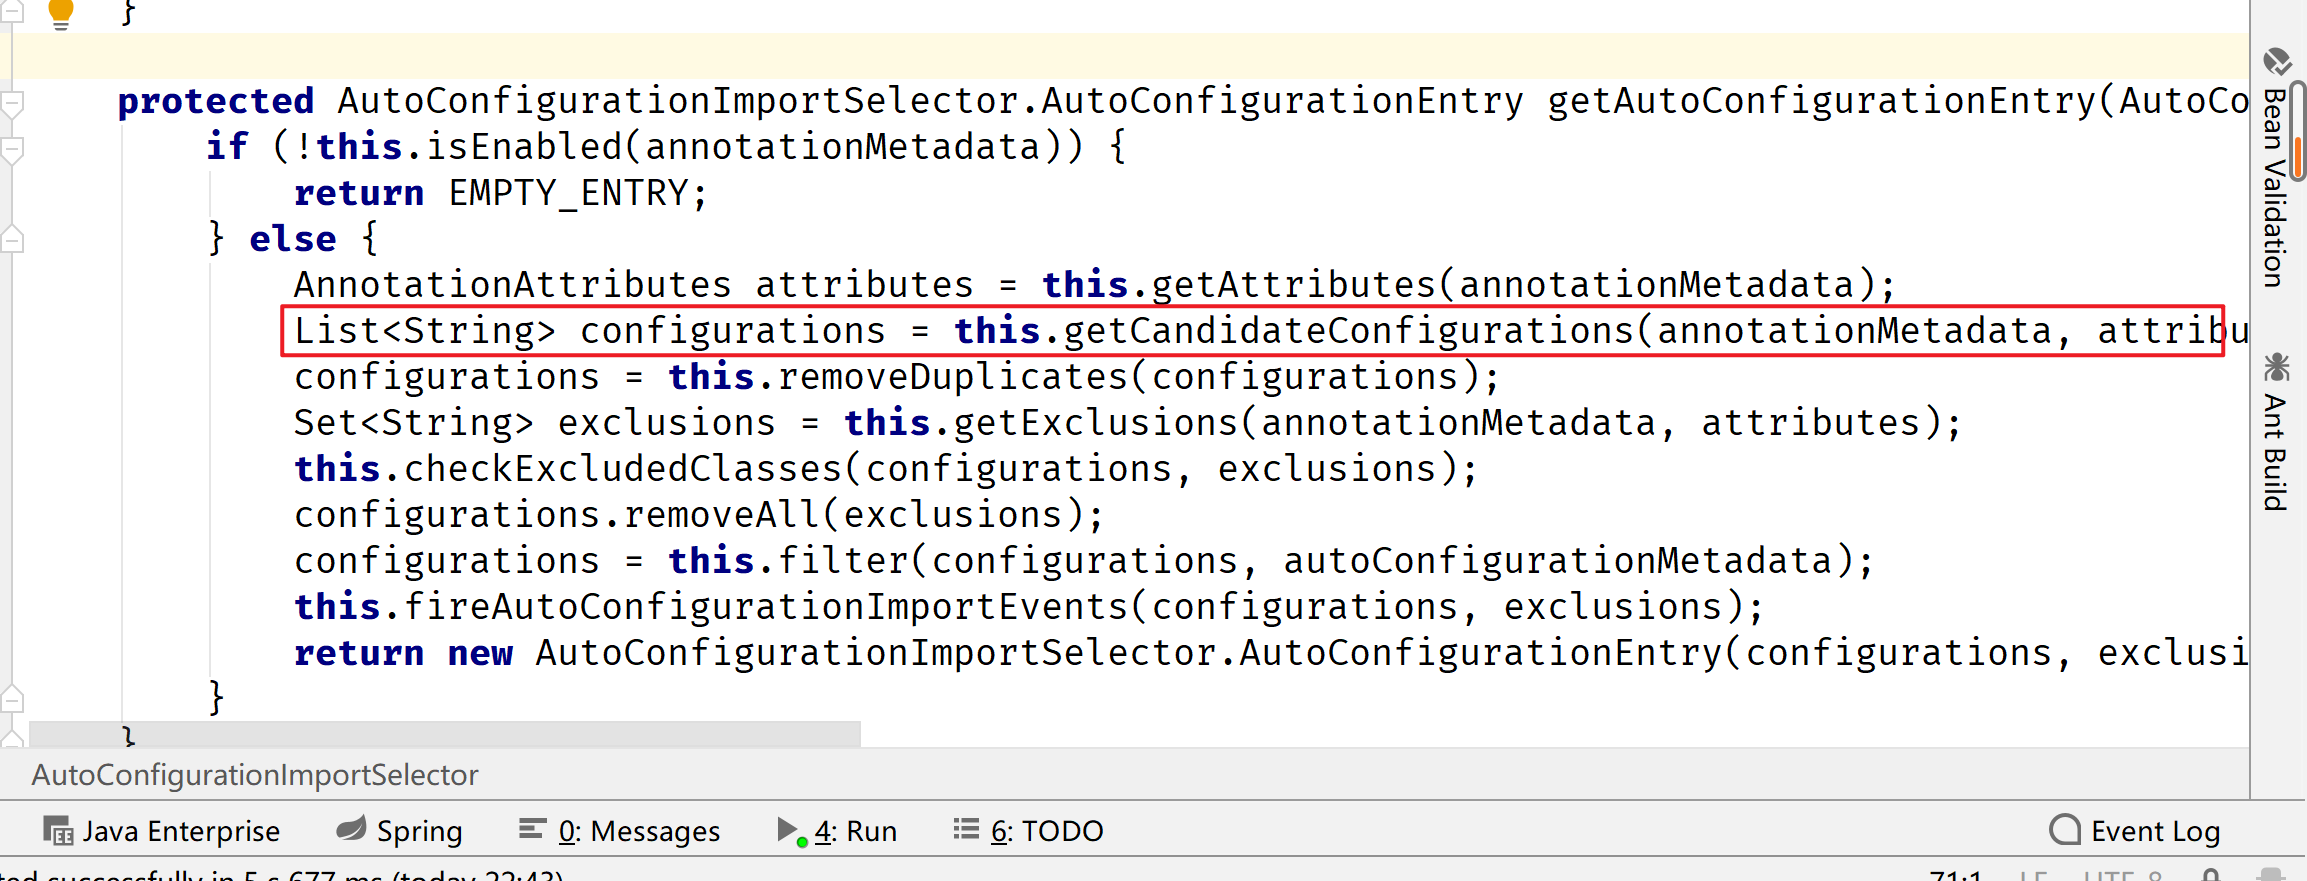 }
protected AutoConfigurationImportSelector.AutoConfigurationEntry getAutoConfigurationEntry(AutoCo
if (!this.isEnabled(annotationMetadata)) {
return EMPTY_ENTRY;
} else {
AnnotationAttributes attributes = this.getAttributes(annotationMetadata);
List<String> configurations = this.getCandidateConfigurations(annotationMetadata, attribu
configurations = this.removeDuplicates(configurations);
Set<String> exclusions = this.getExclusions(annotationMetadata, attributes);
this.checkExcludedClasses(configurations, exclusions);
configurations.removeAll(exclusions);
configurations = this.filter(configurations, autoConfigurationMetadata);
this.fireAutoConfigurationImportEvents(configurations, exclusions);
return new AutoConfigurationImportSelector.AutoConfigurationEntry(configurations, exclusi
}
}
Bean Validation
Ant Build
AutoConfigurationImportSelector
Java Enterprise
Spring
0: Messages
4: Run
6: TODO
Event Log
ted successfully in 5 s 677 ms (today 22:43)
71:1 LF UTF-8